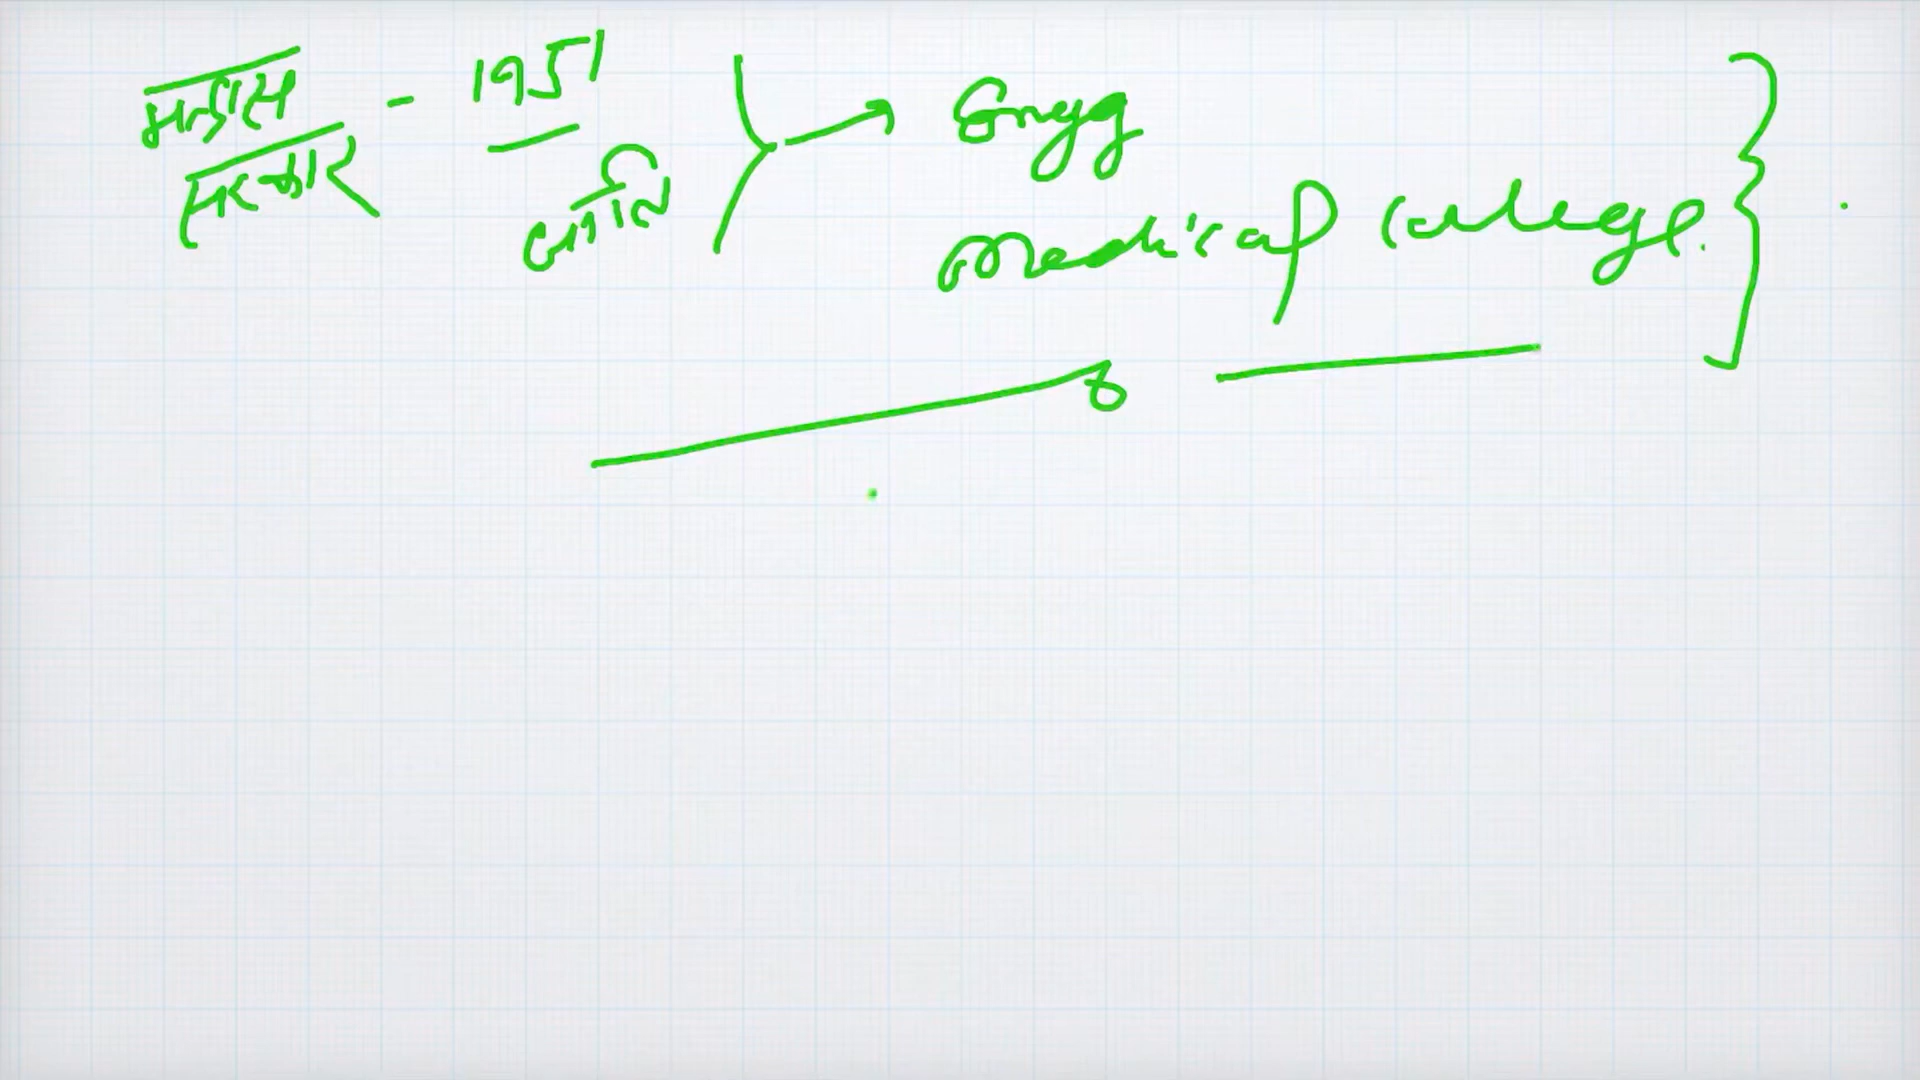 मद्रास - 1951
सरकार
जाति
Engg
Medical college.